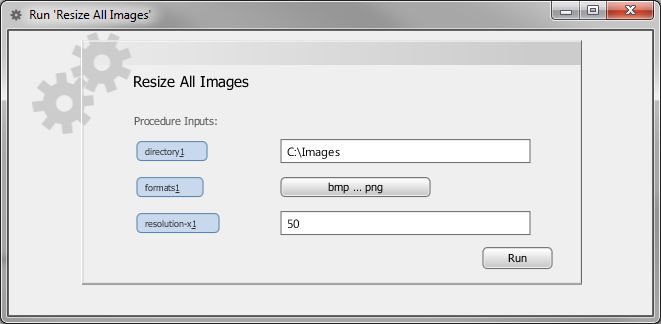 Run 'Resize All Images'
Resize All Images
Procedure Inputs:
directory1 C:\Images
formats1 bmp ... png
resolution-x1 50
Run